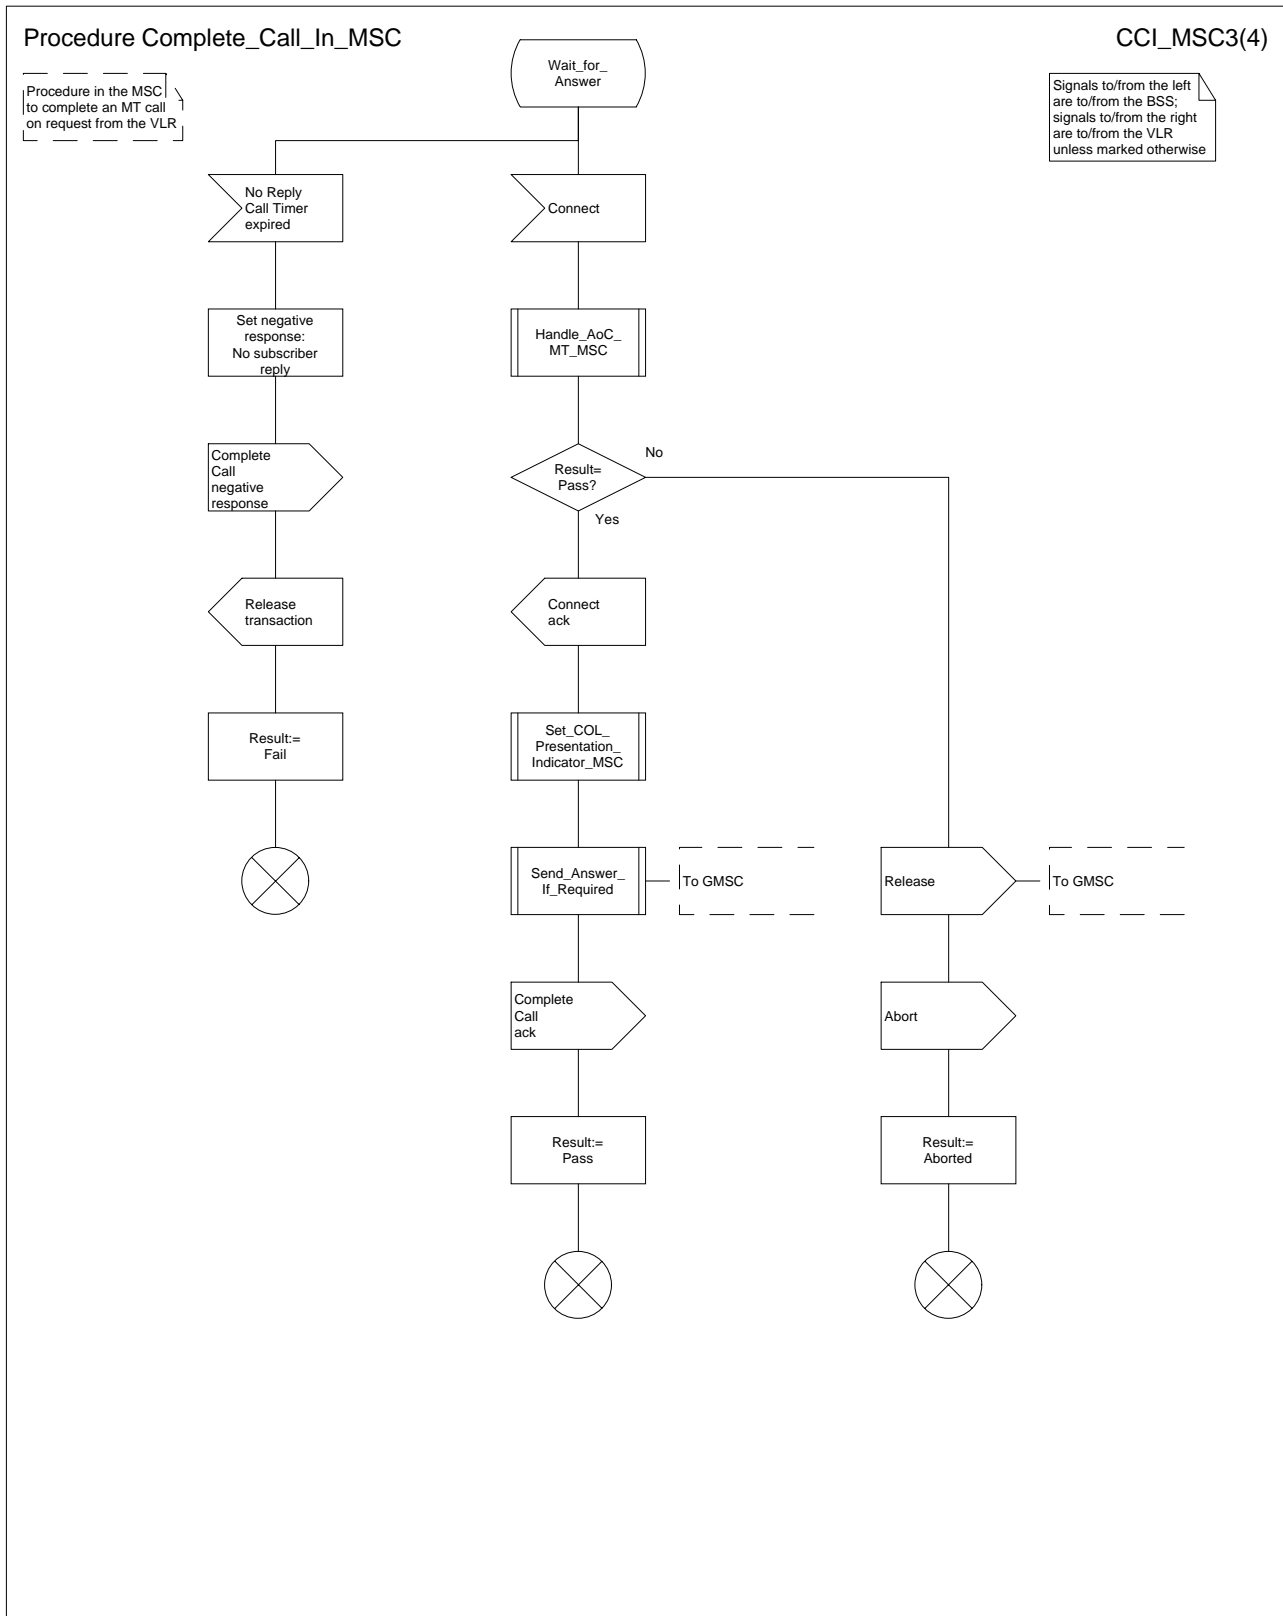 Procedure Complete_Call_In_MSC
CCI_MSC3(4)
Procedure in the MSC
to complete an MT call
on request from the VLR
Signals to/from the left
are to/from the BSS;
signals to/from the right
are to/from the VLR
unless marked otherwise
Wait_for_
Answer
No Reply
Call Timer
expired
Connect
Set negative
response:
No subscriber
reply
Handle_AoC_
MT_MSC
Complete
Call
negative
response
Result=
Pass?
No
Yes
Release
transaction
Connect
ack
Result:=
Fail
Set_COL_
Presentation_
Indicator_MSC
Send_Answer_
If_Required
To GMSC
Release
To GMSC
Complete
Call
ack
Abort
Result:=
Pass
Result:=
Aborted